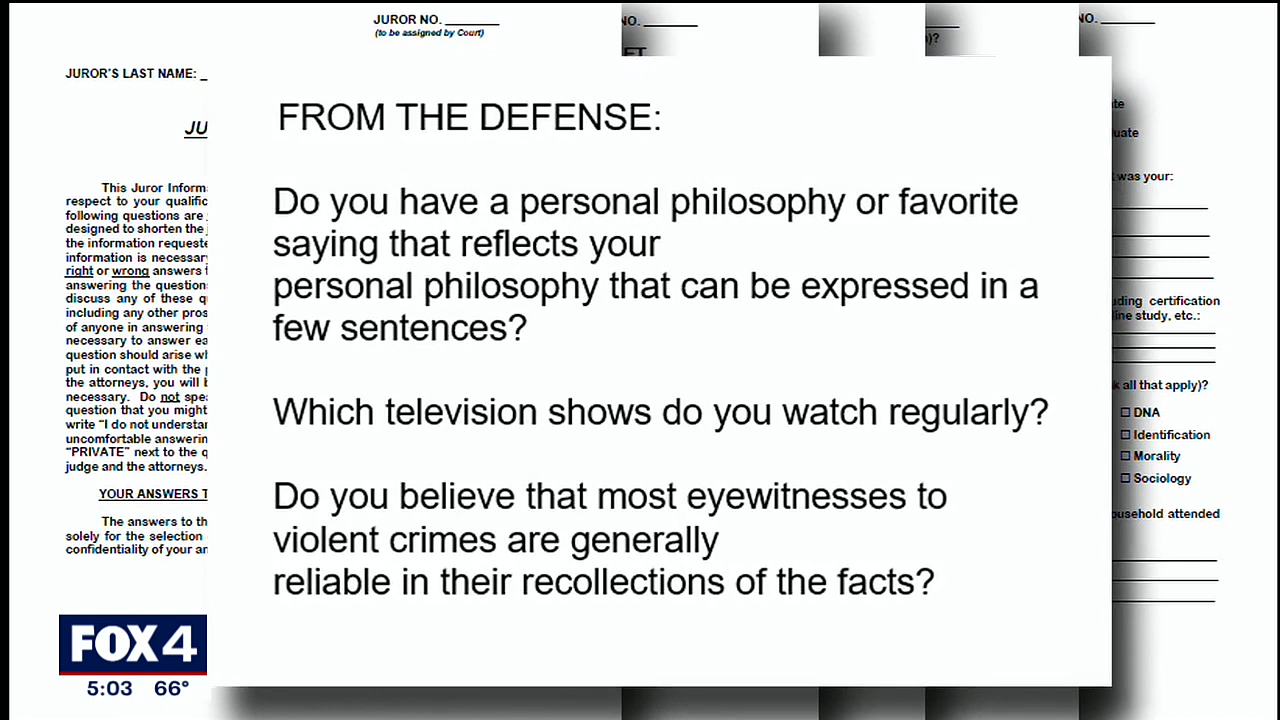 JUROR NO.
(to be assigned by Court)
NO.
NO.
)?
JUROR'S LAST NAME:
JU
This Juror Inform
respect to your qualific
following questions are
designed to shorten the
the information requeste
information is necessar
right or wrong answers
answering the question
discuss any of these q
including any other pros
of anyone in answering
necessary to answer ea
question should arise wh
put in contact with the
the attorneys, you will b
necessary. Do not spe
question that you might
write "I do not understan
uncomfortable answerin
"PRIVATE" next to the q
judge and the attorneys.
YOUR ANSWERS T
The answers to th
solely for the selection
confidentiality of your an
FROM THE DEFENSE:
Do you have a personal philosophy or favorite
saying that reflects your
personal philosophy that can be expressed in a
few sentences?
Which television shows do you watch regularly?
Do you believe that most eyewitnesses to
violent crimes are generally
reliable in their recollections of the facts?
was your:
certification
line study, etc.:
all that apply)?
DNA
Identification
Morality
Sociology
household attended
FOX 4
5:03 66°